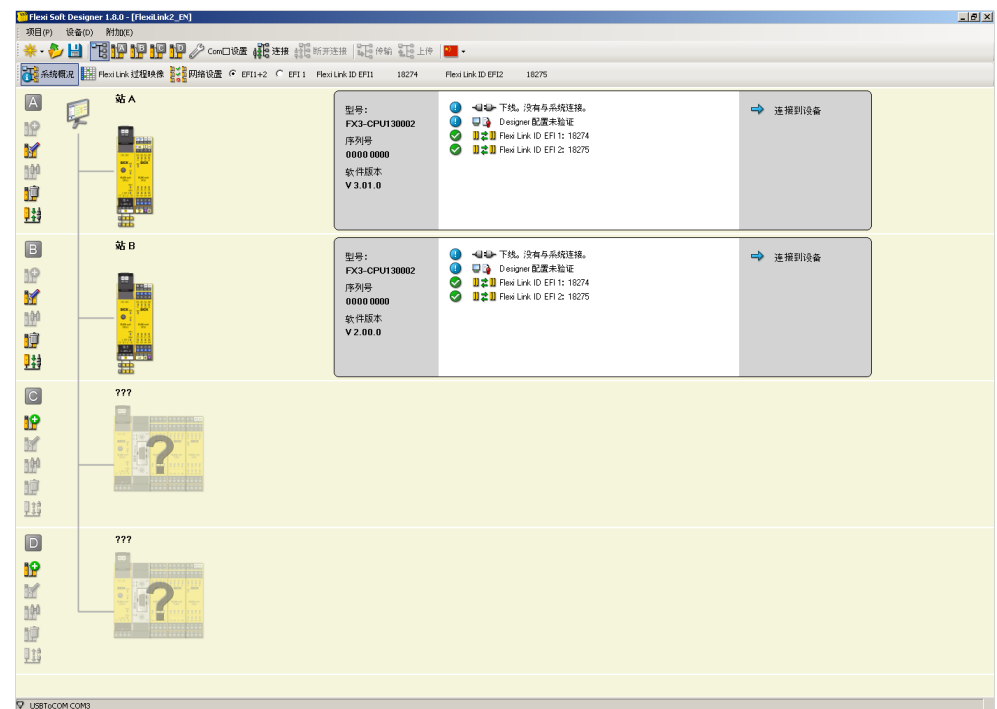 Flexi Soft Designer 1.8.0 - [FlexiLink2_EN]
项目(P) 设备(D) 附加(E)
A B C D Com口设置 连接 断开连接 传输 上传
系统概况 Flexi Link 过程映像 网络设置 EFI1+2 EFI 1 Flexi Link ID EFI1 18274 Flexi Link ID EFI2 18275
A
站 A
型号:
FX3-CPU130002
序列号
0000 0000
软件版本
V 3.01.0
下线。没有与系统连接。
Designer 配置未验证
Flexi Link ID EFI 1: 18274
Flexi Link ID EFI 2: 18275
连接到设备
B
站 B
型号:
FX3-CPU130002
序列号
0000 0000
软件版本
V 2.00.0
下线。没有与系统连接。
Designer 配置未验证
Flexi Link ID EFI 1: 18274
Flexi Link ID EFI 2: 18275
连接到设备
C
???
?
D
???
?
USBToCOM COM3